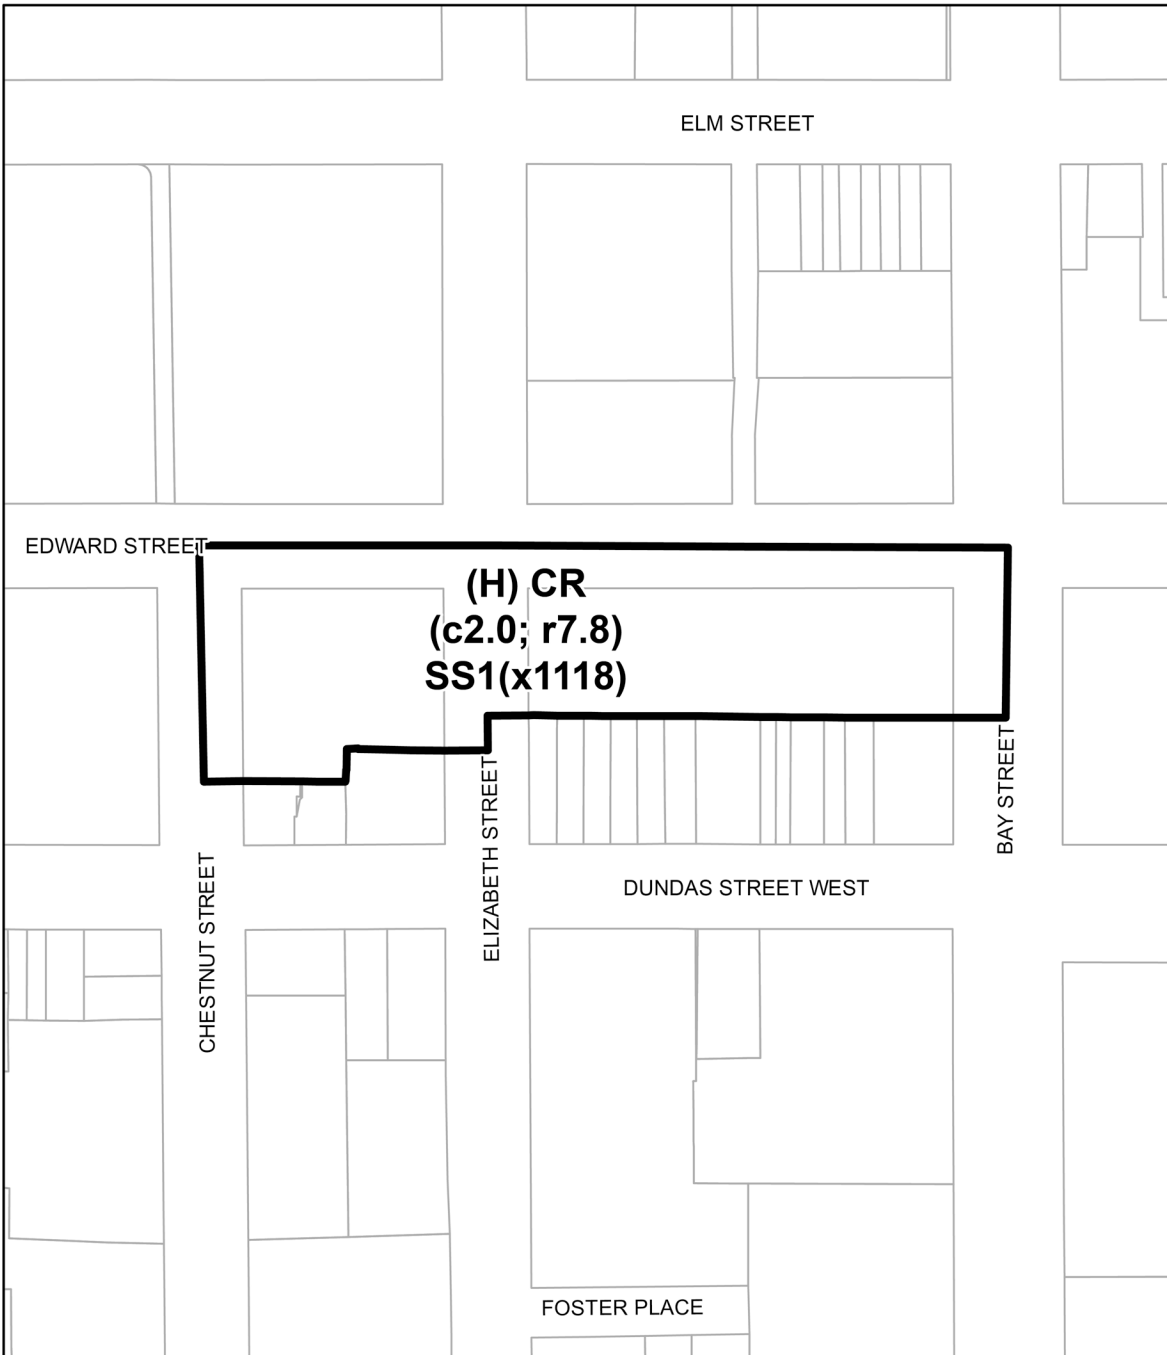 ELM STREET
EDWARD STREET
(H) CR
(c2.0; r7.8)
SS1(x1118)
BAY STREET
ELIZABETH STREET
CHESTNUT STREET
DUNDAS STREET WEST
FOSTER PLACE